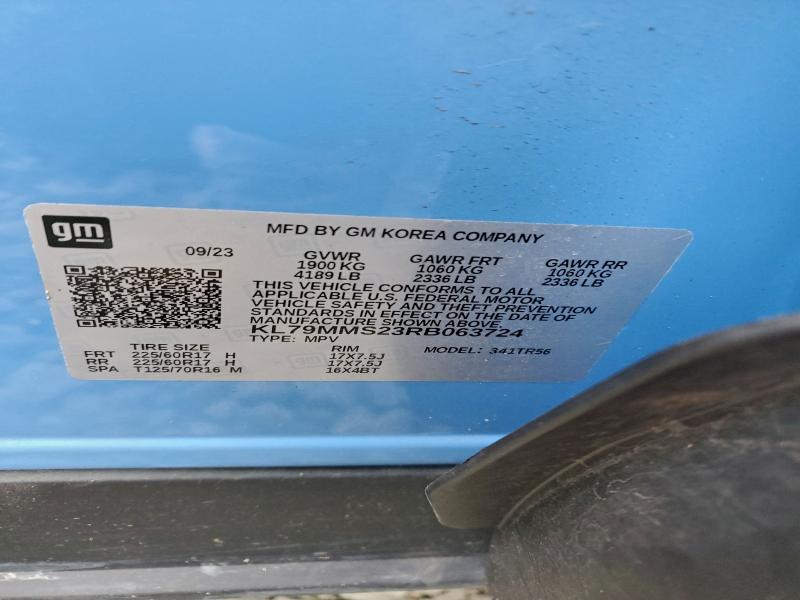 gm
MFD BY GM KOREA COMPANY
09/23
GVWR GAWR FRT GAWR RR
1900 KG 1060 KG 1060 KG
4189 LB 2336 LB 2336 LB
THIS VEHICLE CONFORMS TO ALL
APPLICABLE U.S. FEDERAL MOTOR
VEHICLE SAFETY AND THEFT PREVENTION
STANDARDS IN EFFECT ON THE DATE OF
MANUFACTURE SHOWN ABOVE.
KL79MMS23RB063724
TYPE: MPV
MODEL: 341TR56
TIRE SIZE RIM
FRT 225/60R17 H 17X7.5J
RR 225/60R17 H 17X7.5J
SPA T125/70R16 M 16X4BT